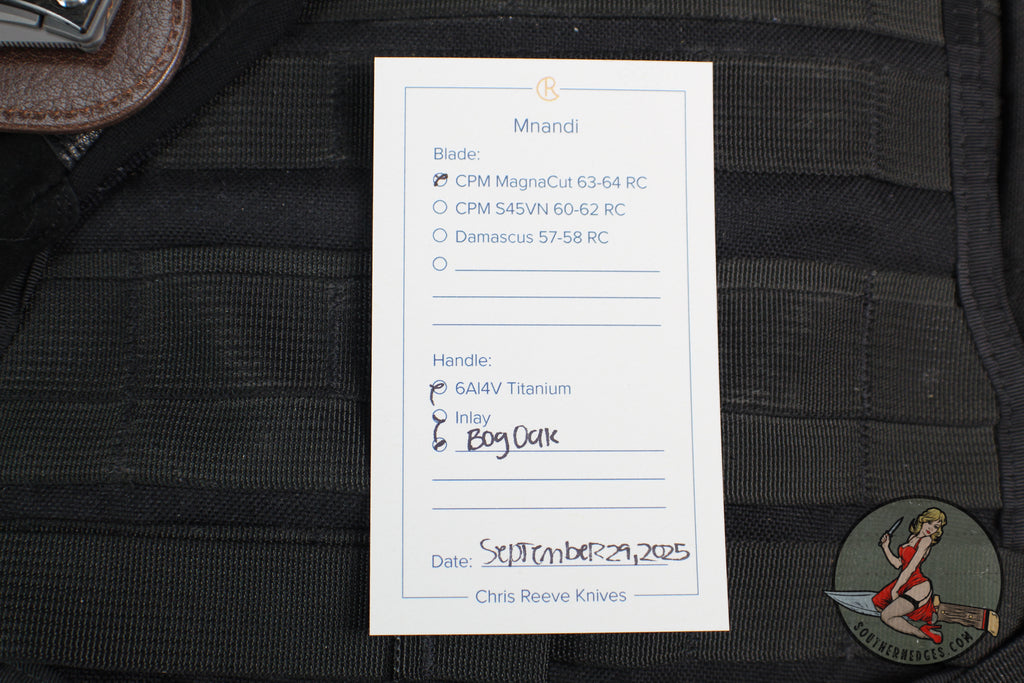 CR
Mnandi
Blade:
CPM MagnaCut 63-64 RC
CPM S45VN 60-62 RC
Damascus 57-58 RC
Handle:
6Al4V Titanium
Inlay
Bog Oak
Date: September 29, 2025
Chris Reeve Knives
SOUTHERNEDGES.COM